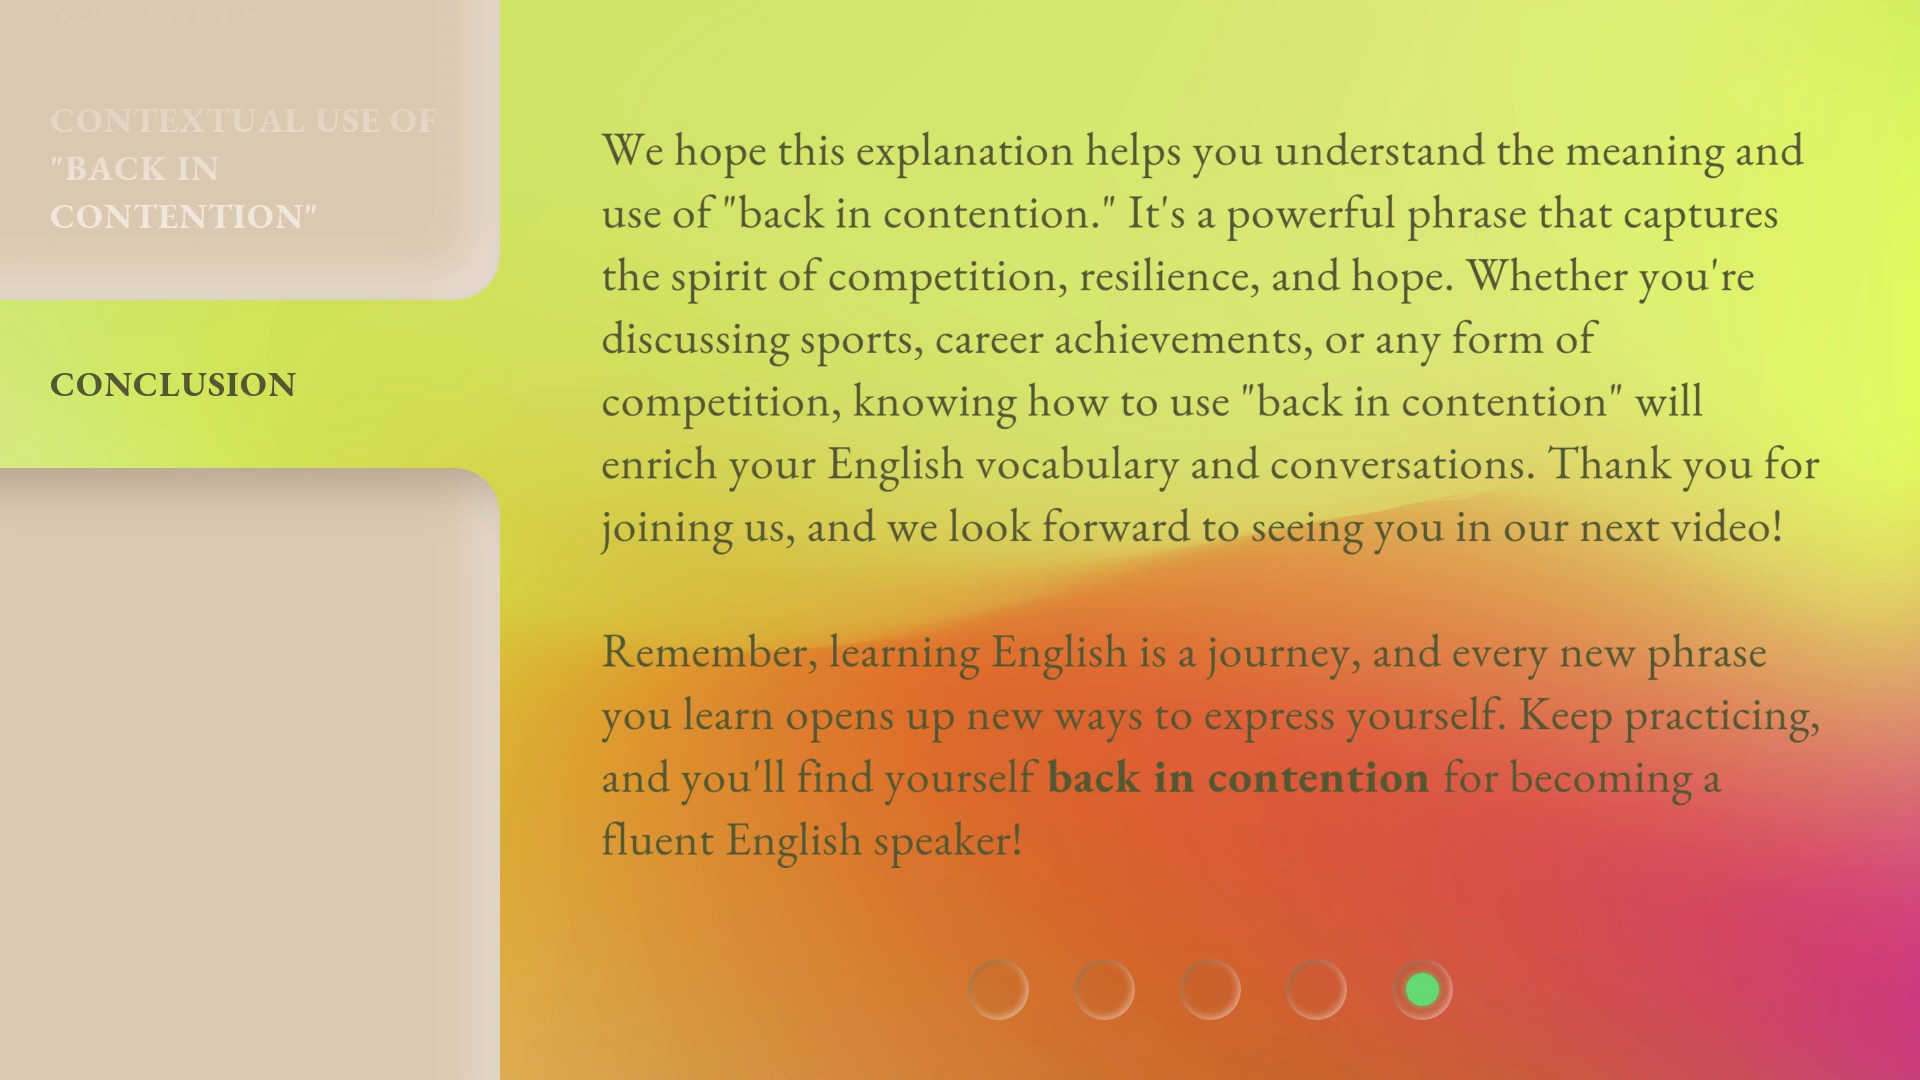 CONTEXTUAL USE OF
"BACK IN
CONTENTION"
CONCLUSION
We hope this explanation helps you understand the meaning and
use of "back in contention." It's a powerful phrase that captures
the spirit of competition, resilience, and hope. Whether you're
discussing sports, career achievements, or any form of
competition, knowing how to use "back in contention" will
enrich your English vocabulary and conversations. Thank you for
joining us, and we look forward to seeing you in our next video!
Remember, learning English is a journey, and every new phrase
you learn opens up new ways to express yourself. Keep practicing,
and you'll find yourself back in contention for becoming a
fluent English speaker!